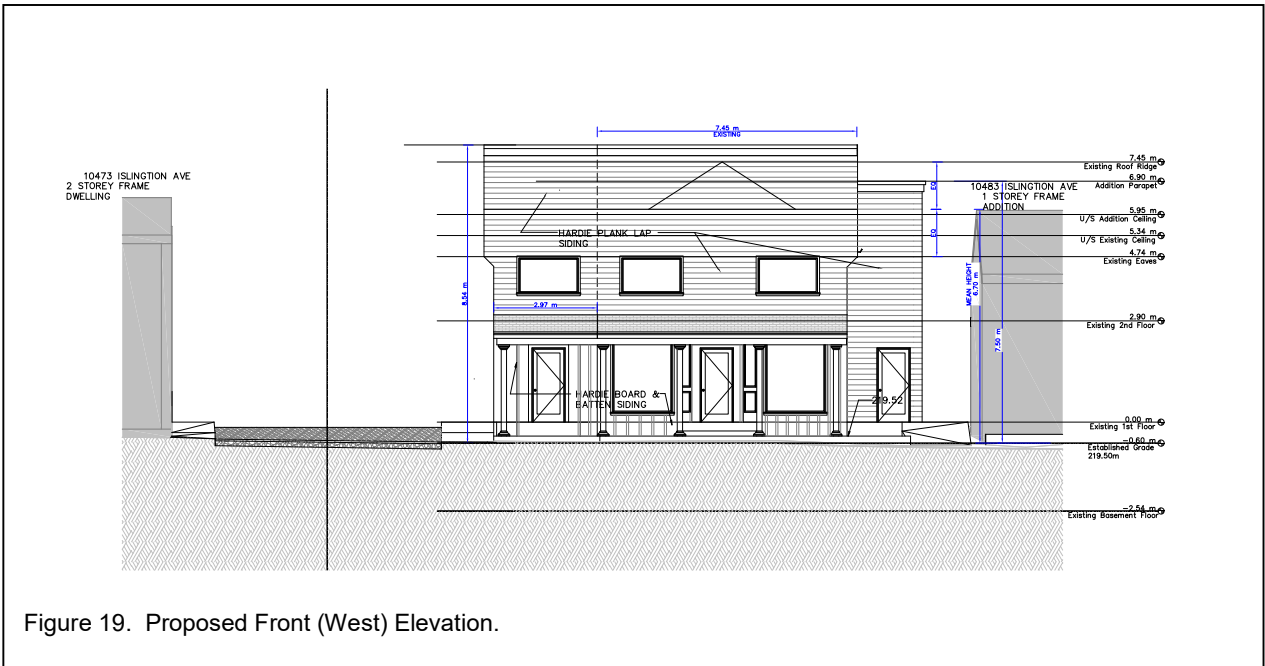 7.45 m
EXISTING
10473 ISLINGTION AVE
2 STOREY FRAME
DWELLING
7.45 m
Existing Roof Ridge
6.90 m
Addition Parapet
10483 ISLINGTION AVE
1 STOREY FRAME
ADDITION
EQ
5.95 m
U/S Addition Ceiling
5.34 m
U/S Existing Ceiling
EQ
4.74 m
Existing Eaves
HARDIE PLANK LAP
SIDING
8.54 m
2.97 m
MEAN HEIGHT
6.70 m
2.90 m
Existing 2nd Floor
7.50 m
HARDIE BOARD &
BATTEN SIDING
219.52
0.00 m
Existing 1st Floor
-0.60 m
Established Grade
219.50m
-2.54 m
Existing Basement Floor
Figure 19. Proposed Front (West) Elevation.